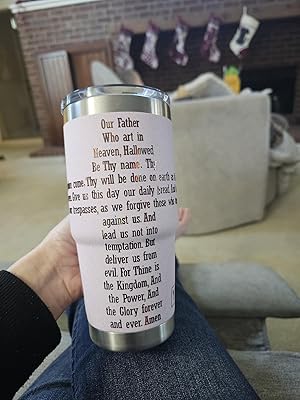 Our Father
Who art in
Heaven, Hallowed
Be Thy name. Thy
come. Thy will be done on earth
Give us this day our daily bread.
trespasses, as we forgive those who
against us. And
lead us not into
temptation. But
deliver us from
evil. For Thine is
the Kingdom, And
the Power, And
the Glory forever
and ever. Amen